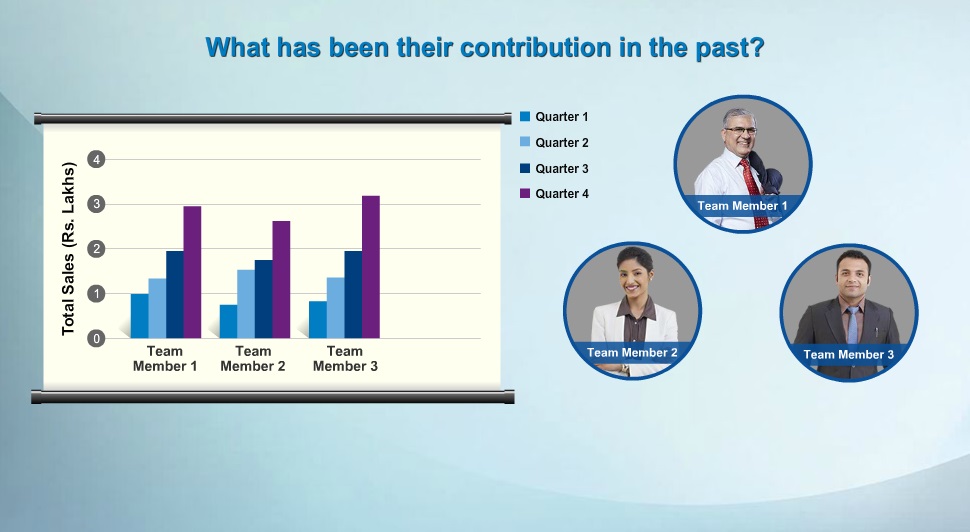 What has been their contribution in the past?
Total Sales (Rs. Lakhs)
4
3
2
1
0
Team
Member 1
Team
Member 2
Team
Member 3
Quarter 1
Quarter 2
Quarter 3
Quarter 4
Team Member 1
Team Member 2
Team Member 3